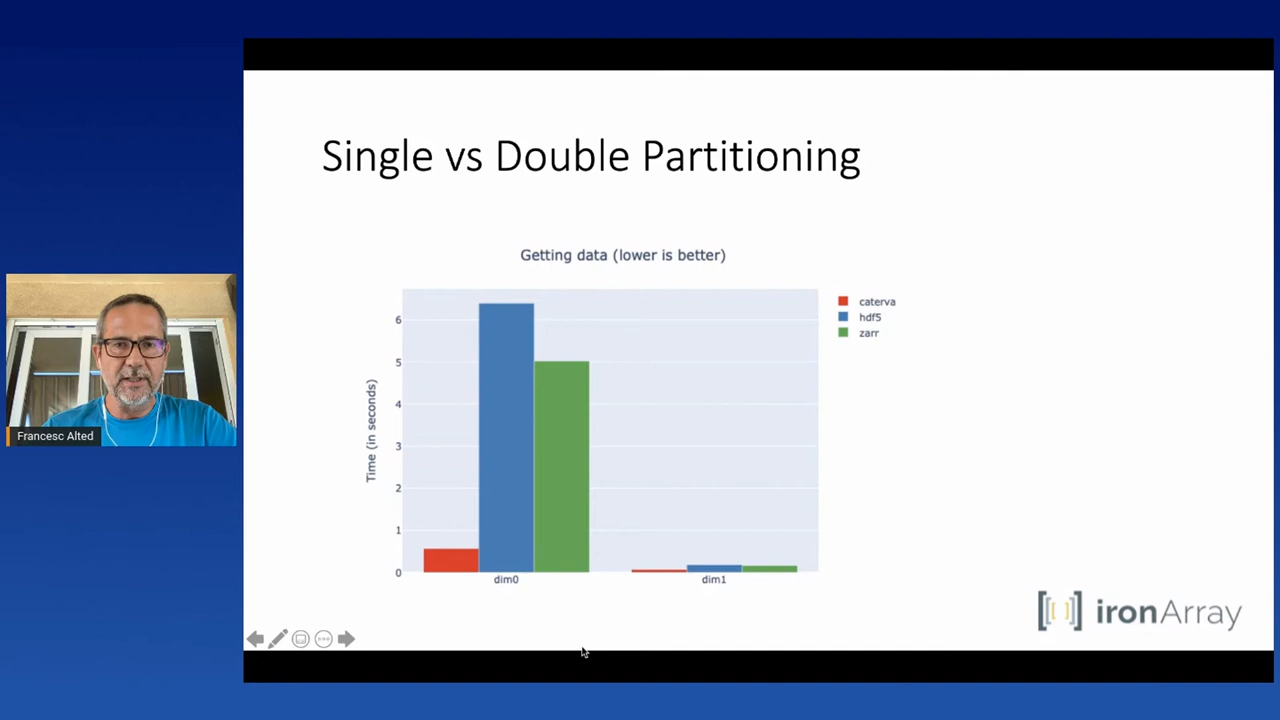 Single vs Double Partitioning
Getting data (lower is better)
caterva
hdf5
zarr
Time (in seconds)
6
5
4
3
2
1
0
dim0
dim1
Francesc Alted
ironArray